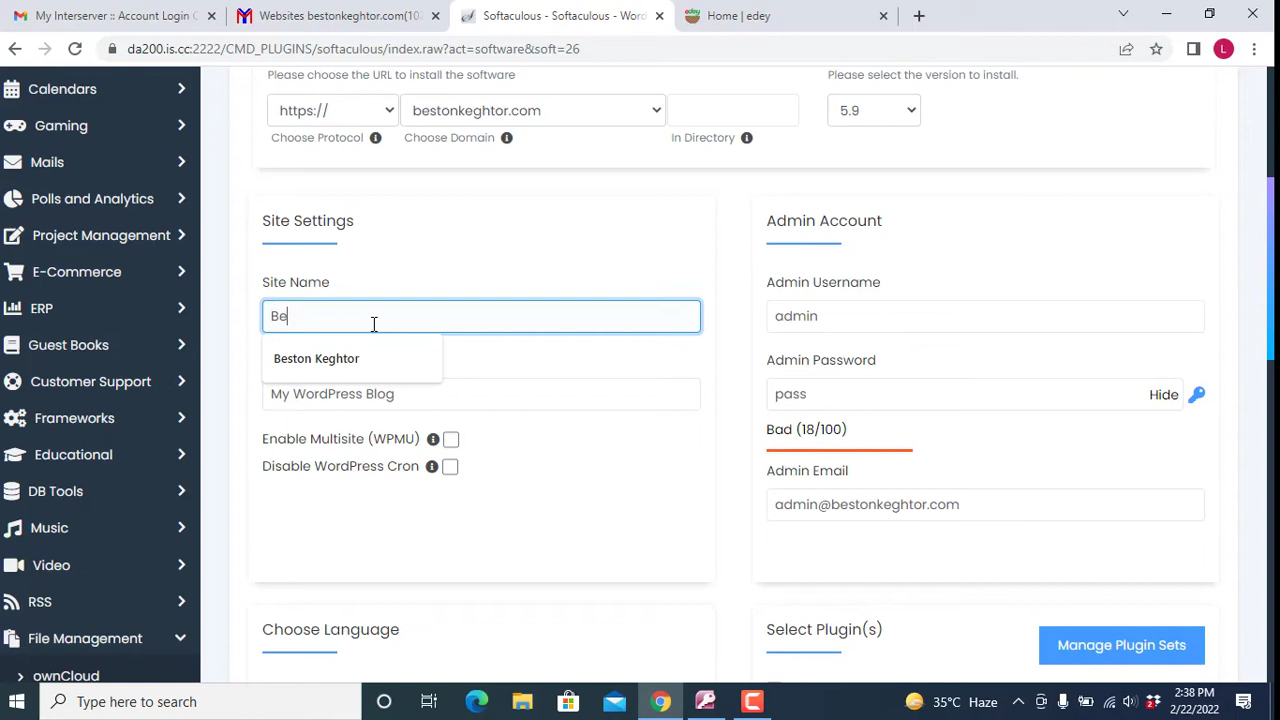 My Interserver :: Account Login C
Websites bestonkeghtor.com(10
Softaculous - Softaculous - Wor
Home | edey
da200.is.cc:2222/CMD_PLUGINS/softaculous/index.raw?act=software&soft=26
L
Calendars
Gaming
Mails
Polls and Analytics
Project Management
E-Commerce
ERP
Guest Books
Customer Support
Frameworks
Educational
DB Tools
Music
Video
RSS
File Management
ownCloud
Please choose the URL to install the software
https://
bestonkeghtor.com
Choose Protocol
Choose Domain
In Directory
Please select the version to install.
5.9
Site Settings
Site Name
Be
Beston Keghtor
My WordPress Blog
Enable Multisite (WPMU)
Disable WordPress Cron
Admin Account
Admin Username
admin
Admin Password
pass
Hide
Bad (18/100)
Admin Email
admin@bestonkeghtor.com
Choose Language
Select Plugin(s)
Manage Plugin Sets
Type here to search
35°C Haze
2:38 PM
2/22/2022